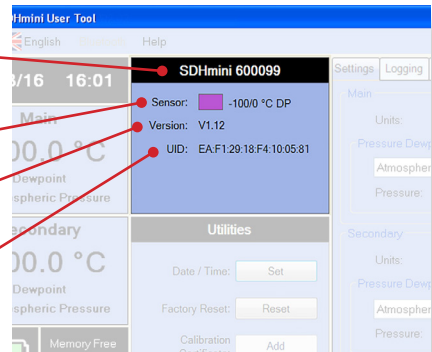 DHmini User Tool
English
Help
8/16 16:01
SDHmini 600099
Sensor: -100/0 °C DP
Version: V1.12
UID: EA:F1:29:18:F4:10:05:81
Settings
Logging
Main
00.0 °C
Dewpoint
spheric Pressure
Main
Units:
Pressure Dewp
Atmospher
Pressure:
econdary
00.0 °C
Dewpoint
spheric Pressure
Memory Free
Utilities
Date / Time: Set
Factory Reset: Reset
Calibration
Add
Secondary
Units:
Pressure Dewp
Atmospher
Pressure: